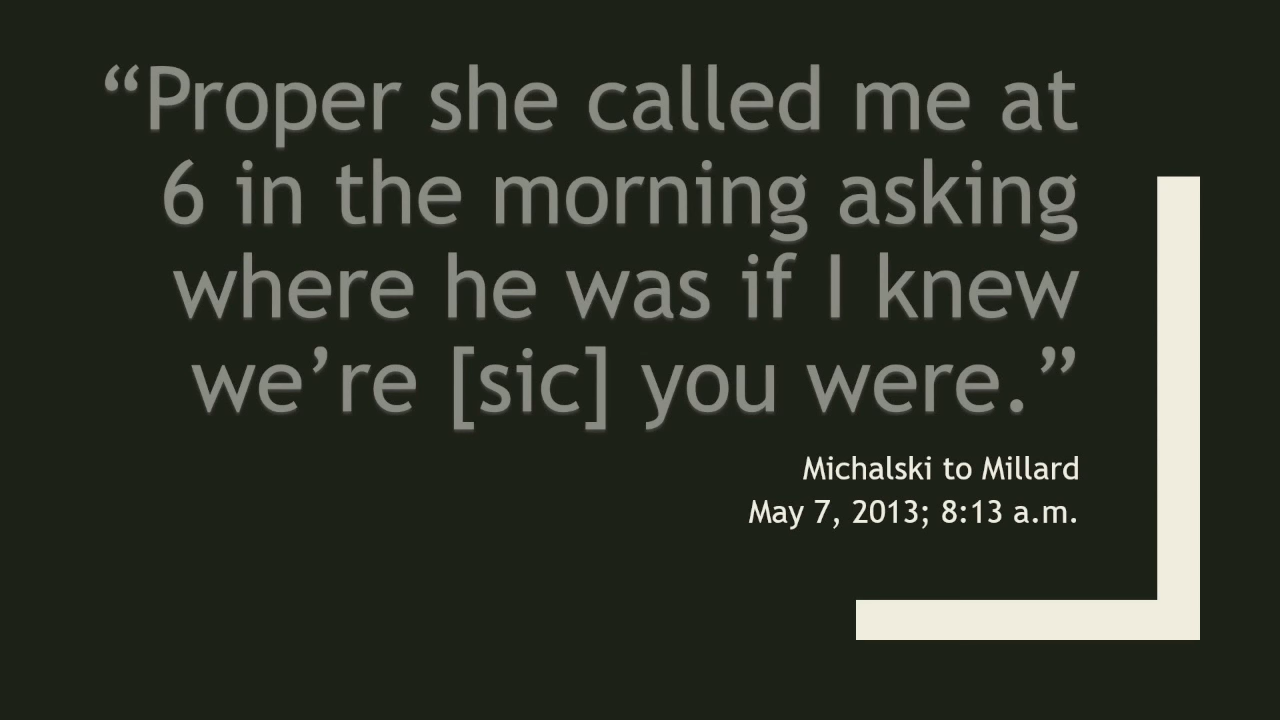 “Proper she called me at
6 in the morning asking
where he was if I knew
we’re [sic] you were.”
Michalski to Millard
May 7, 2013; 8:13 a.m.